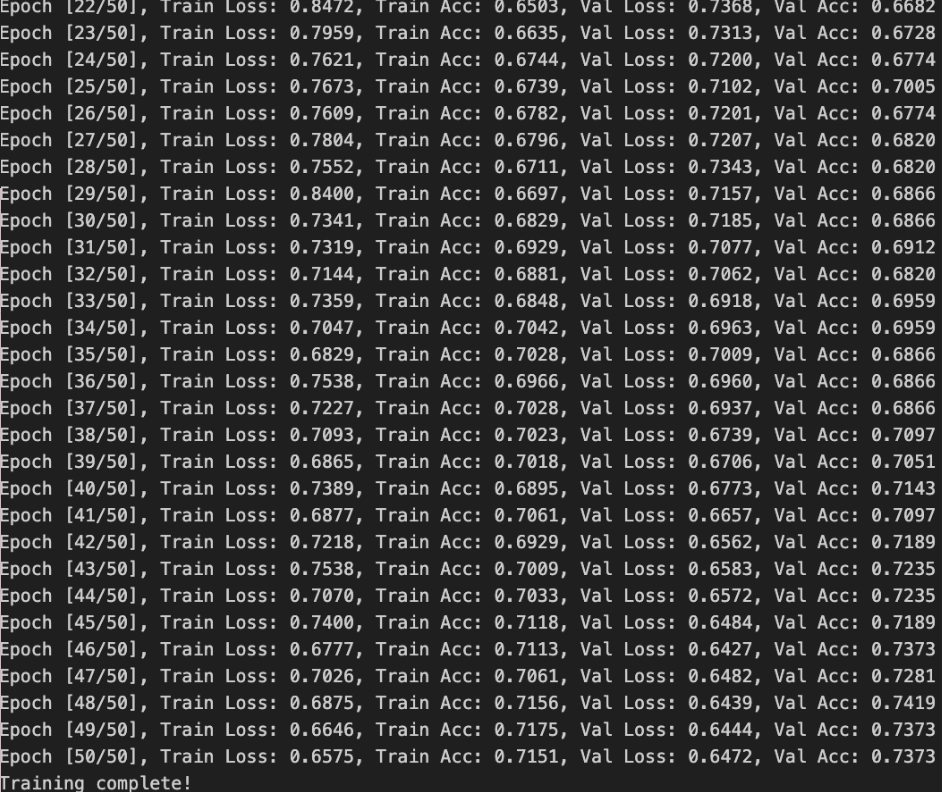 Epoch [22/50], Train Loss: 0.8472, Train Acc: 0.6503, Val Loss: 0.7368, Val Acc: 0.6682
Epoch [23/50], Train Loss: 0.7959, Train Acc: 0.6635, Val Loss: 0.7313, Val Acc: 0.6728
Epoch [24/50], Train Loss: 0.7621, Train Acc: 0.6744, Val Loss: 0.7200, Val Acc: 0.6774
Epoch [25/50], Train Loss: 0.7673, Train Acc: 0.6739, Val Loss: 0.7102, Val Acc: 0.7005
Epoch [26/50], Train Loss: 0.7609, Train Acc: 0.6782, Val Loss: 0.7201, Val Acc: 0.6774
Epoch [27/50], Train Loss: 0.7804, Train Acc: 0.6796, Val Loss: 0.7207, Val Acc: 0.6820
Epoch [28/50], Train Loss: 0.7552, Train Acc: 0.6711, Val Loss: 0.7343, Val Acc: 0.6820
Epoch [29/50], Train Loss: 0.8400, Train Acc: 0.6697, Val Loss: 0.7157, Val Acc: 0.6866
Epoch [30/50], Train Loss: 0.7341, Train Acc: 0.6829, Val Loss: 0.7185, Val Acc: 0.6866
Epoch [31/50], Train Loss: 0.7319, Train Acc: 0.6929, Val Loss: 0.7077, Val Acc: 0.6912
Epoch [32/50], Train Loss: 0.7144, Train Acc: 0.6881, Val Loss: 0.7062, Val Acc: 0.6820
Epoch [33/50], Train Loss: 0.7359, Train Acc: 0.6848, Val Loss: 0.6918, Val Acc: 0.6959
Epoch [34/50], Train Loss: 0.7047, Train Acc: 0.7042, Val Loss: 0.6963, Val Acc: 0.6959
Epoch [35/50], Train Loss: 0.6829, Train Acc: 0.7028, Val Loss: 0.7009, Val Acc: 0.6866
Epoch [36/50], Train Loss: 0.7538, Train Acc: 0.6966, Val Loss: 0.6960, Val Acc: 0.6866
Epoch [37/50], Train Loss: 0.7227, Train Acc: 0.7028, Val Loss: 0.6937, Val Acc: 0.6866
Epoch [38/50], Train Loss: 0.7093, Train Acc: 0.7023, Val Loss: 0.6739, Val Acc: 0.7097
Epoch [39/50], Train Loss: 0.6865, Train Acc: 0.7018, Val Loss: 0.6706, Val Acc: 0.7051
Epoch [40/50], Train Loss: 0.7389, Train Acc: 0.6895, Val Loss: 0.6773, Val Acc: 0.7143
Epoch [41/50], Train Loss: 0.6877, Train Acc: 0.7061, Val Loss: 0.6657, Val Acc: 0.7097
Epoch [42/50], Train Loss: 0.7218, Train Acc: 0.6929, Val Loss: 0.6562, Val Acc: 0.7189
Epoch [43/50], Train Loss: 0.7538, Train Acc: 0.7009, Val Loss: 0.6583, Val Acc: 0.7235
Epoch [44/50], Train Loss: 0.7070, Train Acc: 0.7033, Val Loss: 0.6572, Val Acc: 0.7235
Epoch [45/50], Train Loss: 0.7400, Train Acc: 0.7118, Val Loss: 0.6484, Val Acc: 0.7189
Epoch [46/50], Train Loss: 0.6777, Train Acc: 0.7113, Val Loss: 0.6427, Val Acc: 0.7373
Epoch [47/50], Train Loss: 0.7026, Train Acc: 0.7061, Val Loss: 0.6482, Val Acc: 0.7281
Epoch [48/50], Train Loss: 0.6875, Train Acc: 0.7156, Val Loss: 0.6439, Val Acc: 0.7419
Epoch [49/50], Train Loss: 0.6646, Train Acc: 0.7175, Val Loss: 0.6444, Val Acc: 0.7373
Epoch [50/50], Train Loss: 0.6575, Train Acc: 0.7151, Val Loss: 0.6472, Val Acc: 0.7373
Training complete!